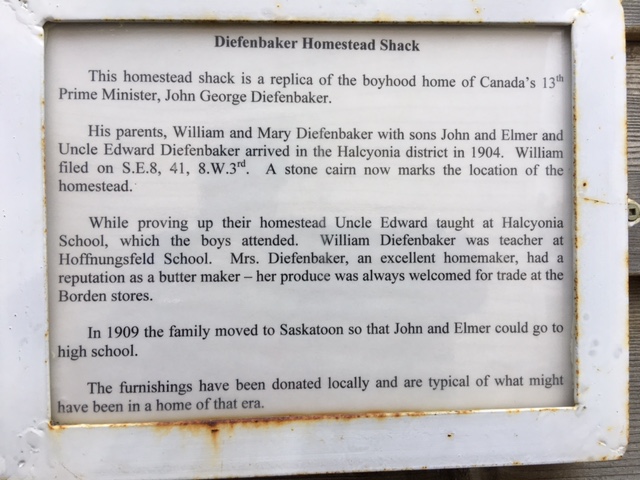 Diefenbaker Homestead Shack
This homestead shack is a replica of the boyhood home of Canada's 13th
Prime Minister, John George Diefenbaker.
His parents, William and Mary Diefenbaker with sons John and Elmer and
Uncle Edward Diefenbaker arrived in the Halcyonia district in 1904. William
filed on S.E.8, 41, 8.W.3rd. A stone cairn now marks the location of the
homestead.
While proving up their homestead Uncle Edward taught at Halcyonia
School, which the boys attended. William Diefenbaker was teacher at
Hoffnungsfeld School. Mrs. Diefenbaker, an excellent homemaker, had a
reputation as a butter maker – her produce was always welcomed for trade at the
Borden stores.
In 1909 the family moved to Saskatoon so that John and Elmer could go to
high school.
The furnishings have been donated locally and are typical of what might
have been in a home of that era.